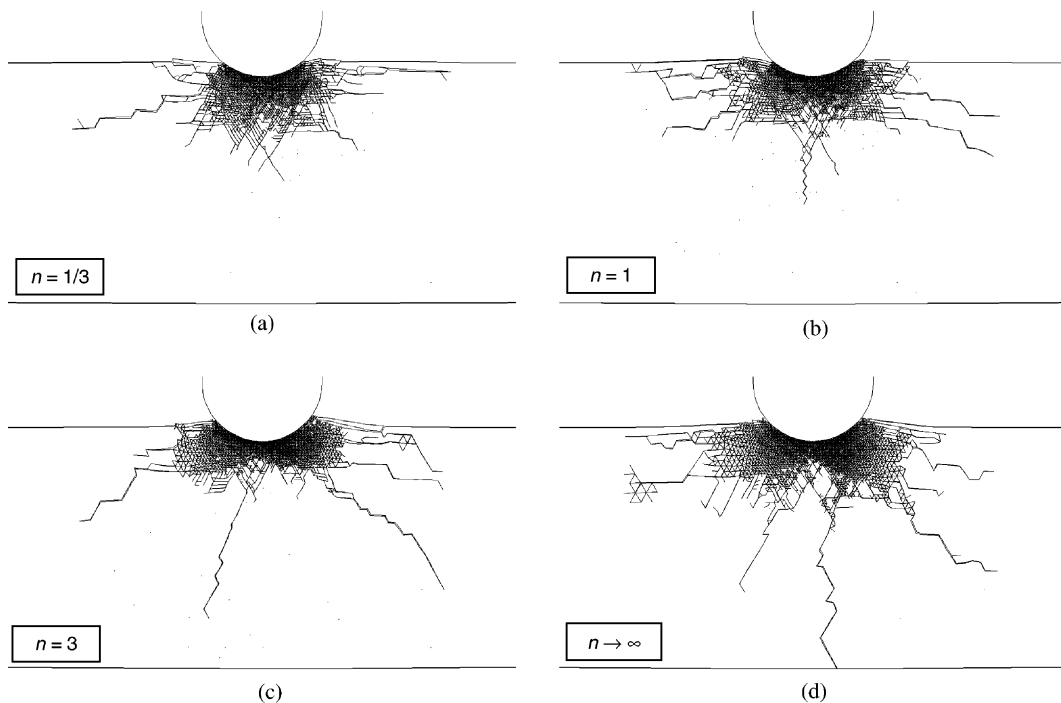 n = 1/3
(a)
n = 1
(b)
n = 3
(c)
n → ∞
(d)